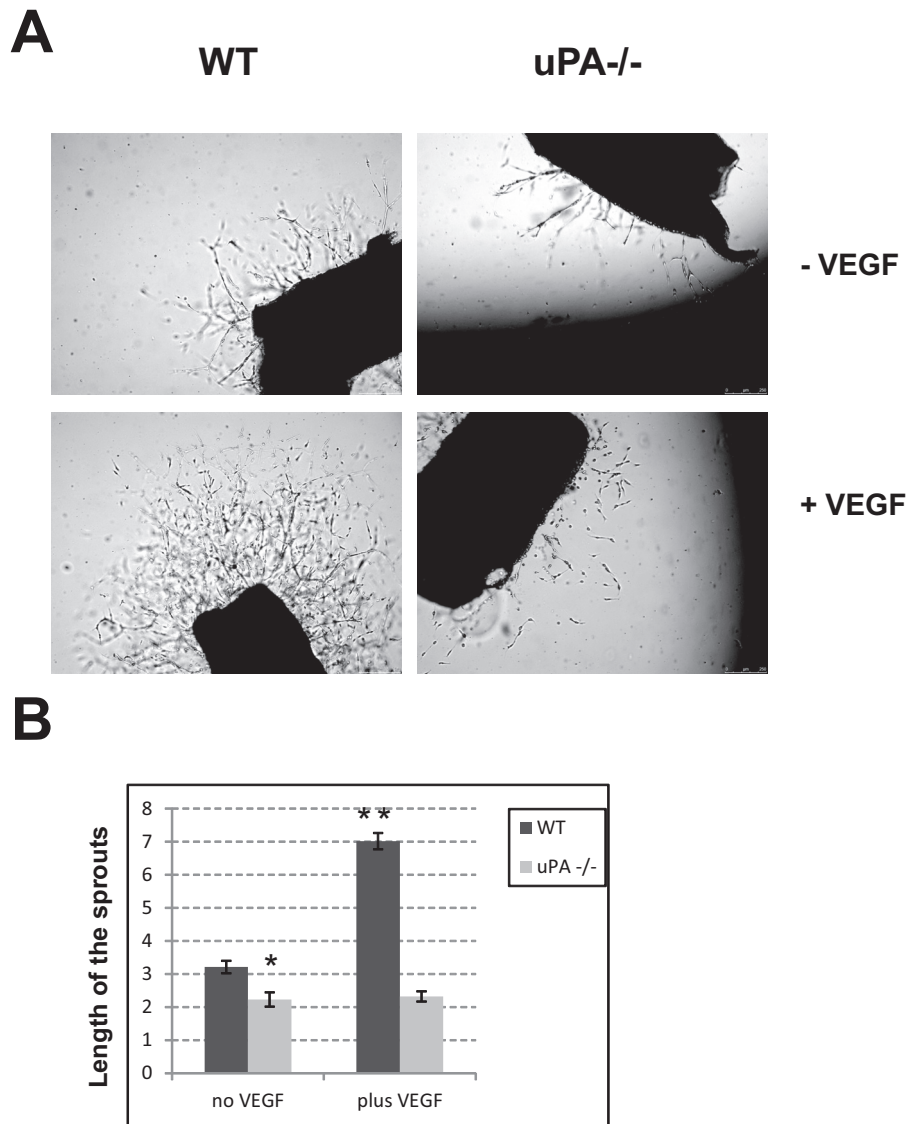 A
WT uPA-/-
- VEGF
+ VEGF
B
Length of the sprouts
8
7
6
5
4
3
2
1
0
* *
*
no VEGF plus VEGF
WT
uPA -/-